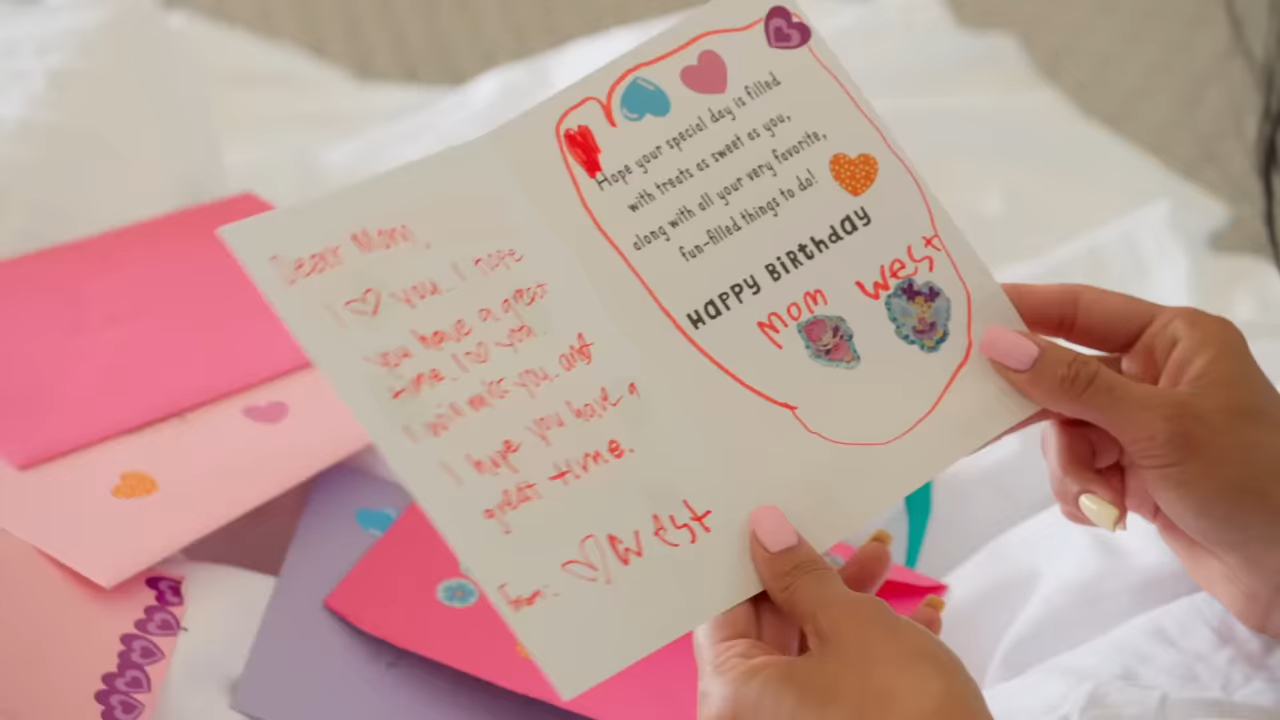 Dear Mom,
I ♡ you. I hope
you have a great
time. I ♡ you
I will miss you. and
I hope you have a
great time.
From: ♡ West
Hope your special day is filled
with treats as sweet as you,
along with all your very favorite,
fun-filled things to do!
HAPPY BIRTHDAY
mom west